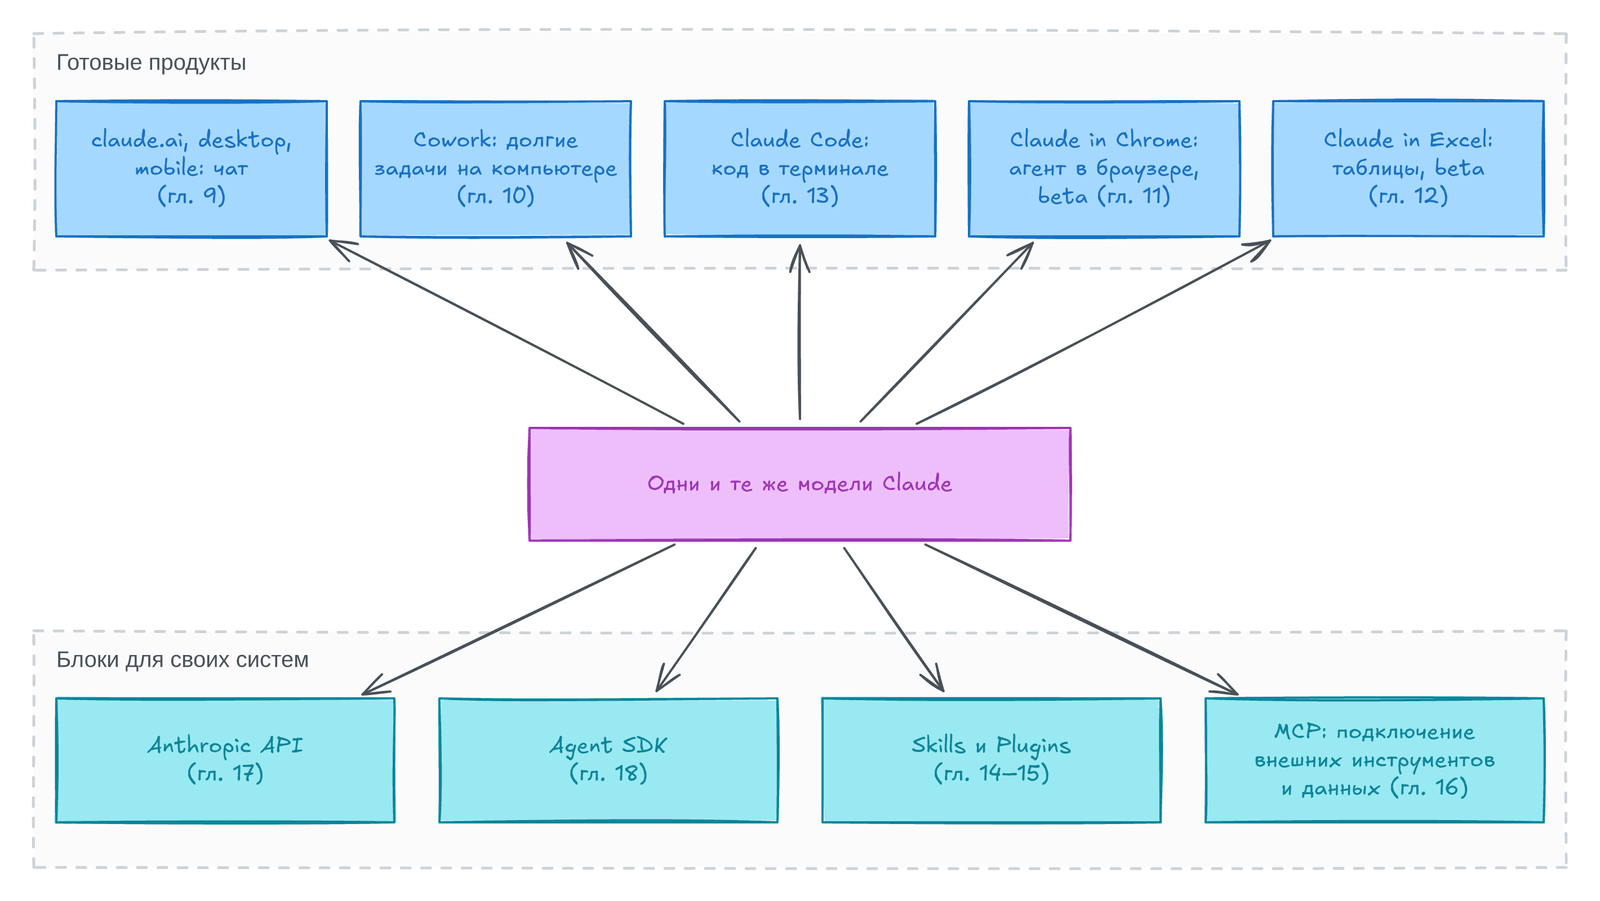 Готовые продукты
claude.ai, desktop,
mobile: чат
(гл. 9)
Cowork: долгие
задачи на компьютере
(гл. 10)
Claude Code:
код в терминале
(гл. 13)
Claude in Chrome:
агент в браузере,
beta (гл. 11)
Claude in Excel:
таблицы, beta
(гл. 12)
Одни и те же модели Claude
Блоки для своих систем
Anthropic API
(гл. 17)
Agent SDK
(гл. 18)
Skills и Plugins
(гл. 14–15)
MCP: подключение
внешних инструментов
и данных (гл. 16)